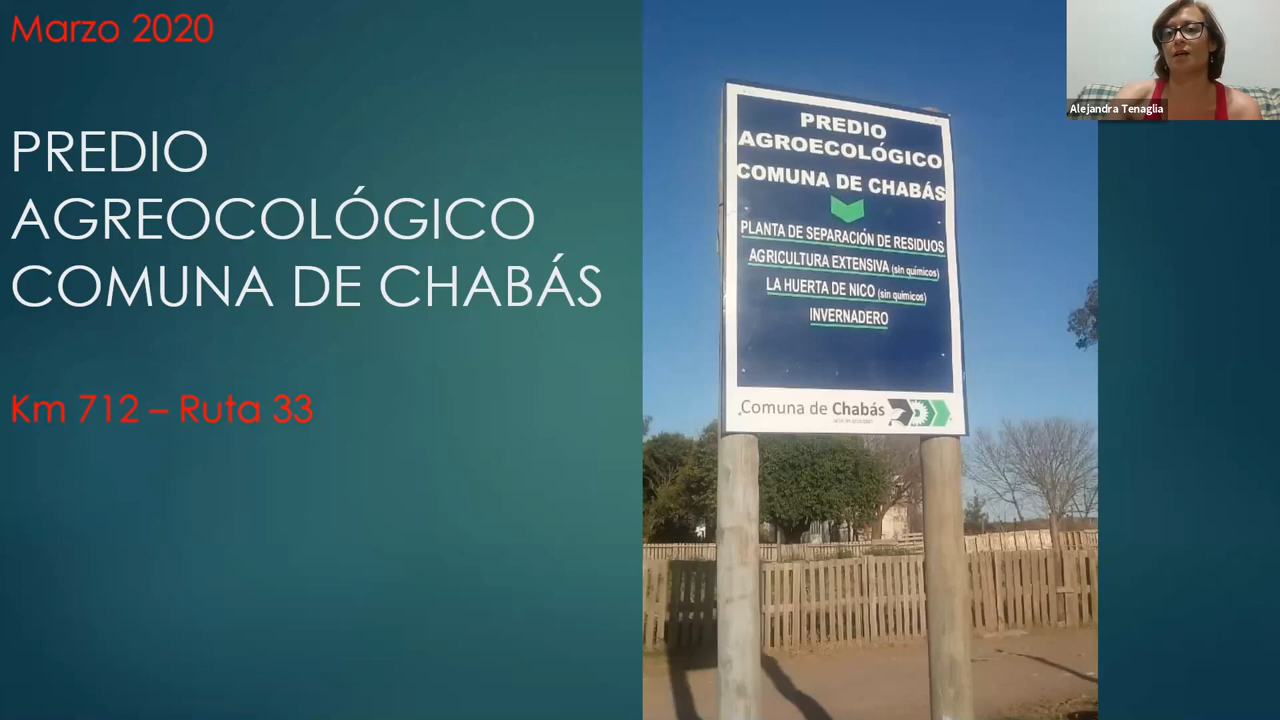 Marzo 2020
PREDIO
AGREOCOLÓGICO
COMUNA DE CHABÁS
Km 712 – Ruta 33
PREDIO
AGROECOLÓGICO
COMUNA DE CHABÁS
PLANTA DE SEPARACIÓN DE RESIDUOS
AGRICULTURA EXTENSIVA (sin químicos)
LA HUERTA DE NICO (sin químicos)
INVERNADERO
Comuna de Chabás
Alejandra Tenaglia